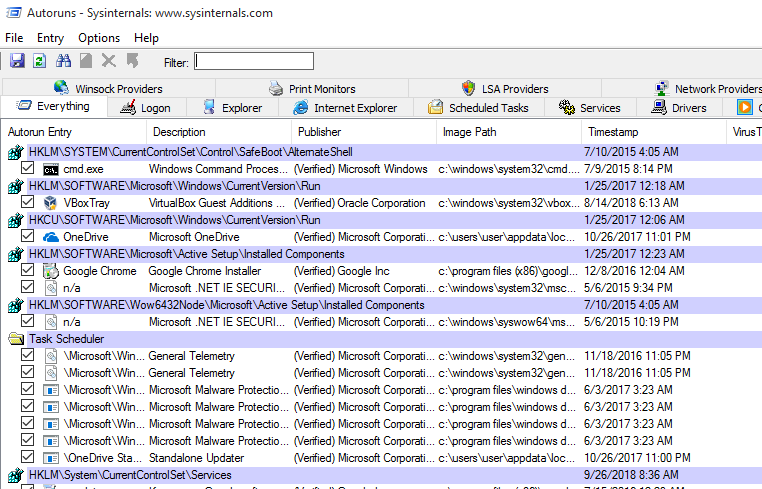 Autoruns - Sysinternals: www.sysinternals.com
File Entry Options Help
Filter:
Winsock Providers Print Monitors LSA Providers Network Providers
Everything Logon Explorer Internet Explorer Scheduled Tasks Services Drivers
Autorun Entry Description Publisher Image Path Timestamp VirusT
HKLM\SYSTEM\CurrentControlSet\Control\SafeBoot\AlternateShell 7/10/2015 4:05 AM
cmd.exe Windows Command Proces... (Verified) Microsoft Windows c:\windows\system32\cmd.... 7/9/2015 8:14 PM
HKLM\SOFTWARE\Microsoft\Windows\CurrentVersion\Run 1/25/2017 12:18 AM
VBoxTray VirtualBox Guest Additions ... (Verified) Oracle Corporation c:\windows\system32\vbox... 8/14/2018 6:13 AM
HKCU\SOFTWARE\Microsoft\Windows\CurrentVersion\Run 1/25/2017 12:06 AM
OneDrive Microsoft OneDrive (Verified) Microsoft Corporati... c:\users\user\appdata\loc... 10/26/2017 11:01 PM
HKLM\SOFTWARE\Microsoft\Active Setup\Installed Components 1/25/2017 12:23 AM
Google Chrome Google Chrome Installer (Verified) Google Inc c:\program files (x86)\googl... 12/8/2016 12:04 AM
n/a Microsoft .NET IE SECURI... (Verified) Microsoft Corporati... c:\windows\system32\msc... 5/6/2015 9:34 PM
HKLM\SOFTWARE\Wow6432Node\Microsoft\Active Setup\Installed Components 7/10/2015 4:05 AM
n/a Microsoft .NET IE SECURI... (Verified) Microsoft Corporati... c:\windows\syswow64\ms... 5/6/2015 10:19 PM
Task Scheduler
\Microsoft\Win... General Telemetry (Verified) Microsoft Corporati... c:\windows\system32\gen... 11/18/2016 11:05 PM
\Microsoft\Win... General Telemetry (Verified) Microsoft Corporati... c:\windows\system32\gen... 11/18/2016 11:05 PM
\Microsoft\Win... Microsoft Malware Protectio... (Verified) Microsoft Corporati... c:\program files\windows d... 6/3/2017 3:23 AM
\Microsoft\Win... Microsoft Malware Protectio... (Verified) Microsoft Corporati... c:\program files\windows d... 6/3/2017 3:23 AM
\Microsoft\Win... Microsoft Malware Protectio... (Verified) Microsoft Corporati... c:\program files\windows d... 6/3/2017 3:23 AM
\Microsoft\Win... Microsoft Malware Protectio... (Verified) Microsoft Corporati... c:\program files\windows d... 6/3/2017 3:23 AM
\OneDrive Sta... Standalone Updater (Verified) Microsoft Corporati... c:\users\user\appdata\loc... 10/26/2017 11:00 PM
HKLM\System\CurrentControlSet\Services 9/26/2018 8:36 AM